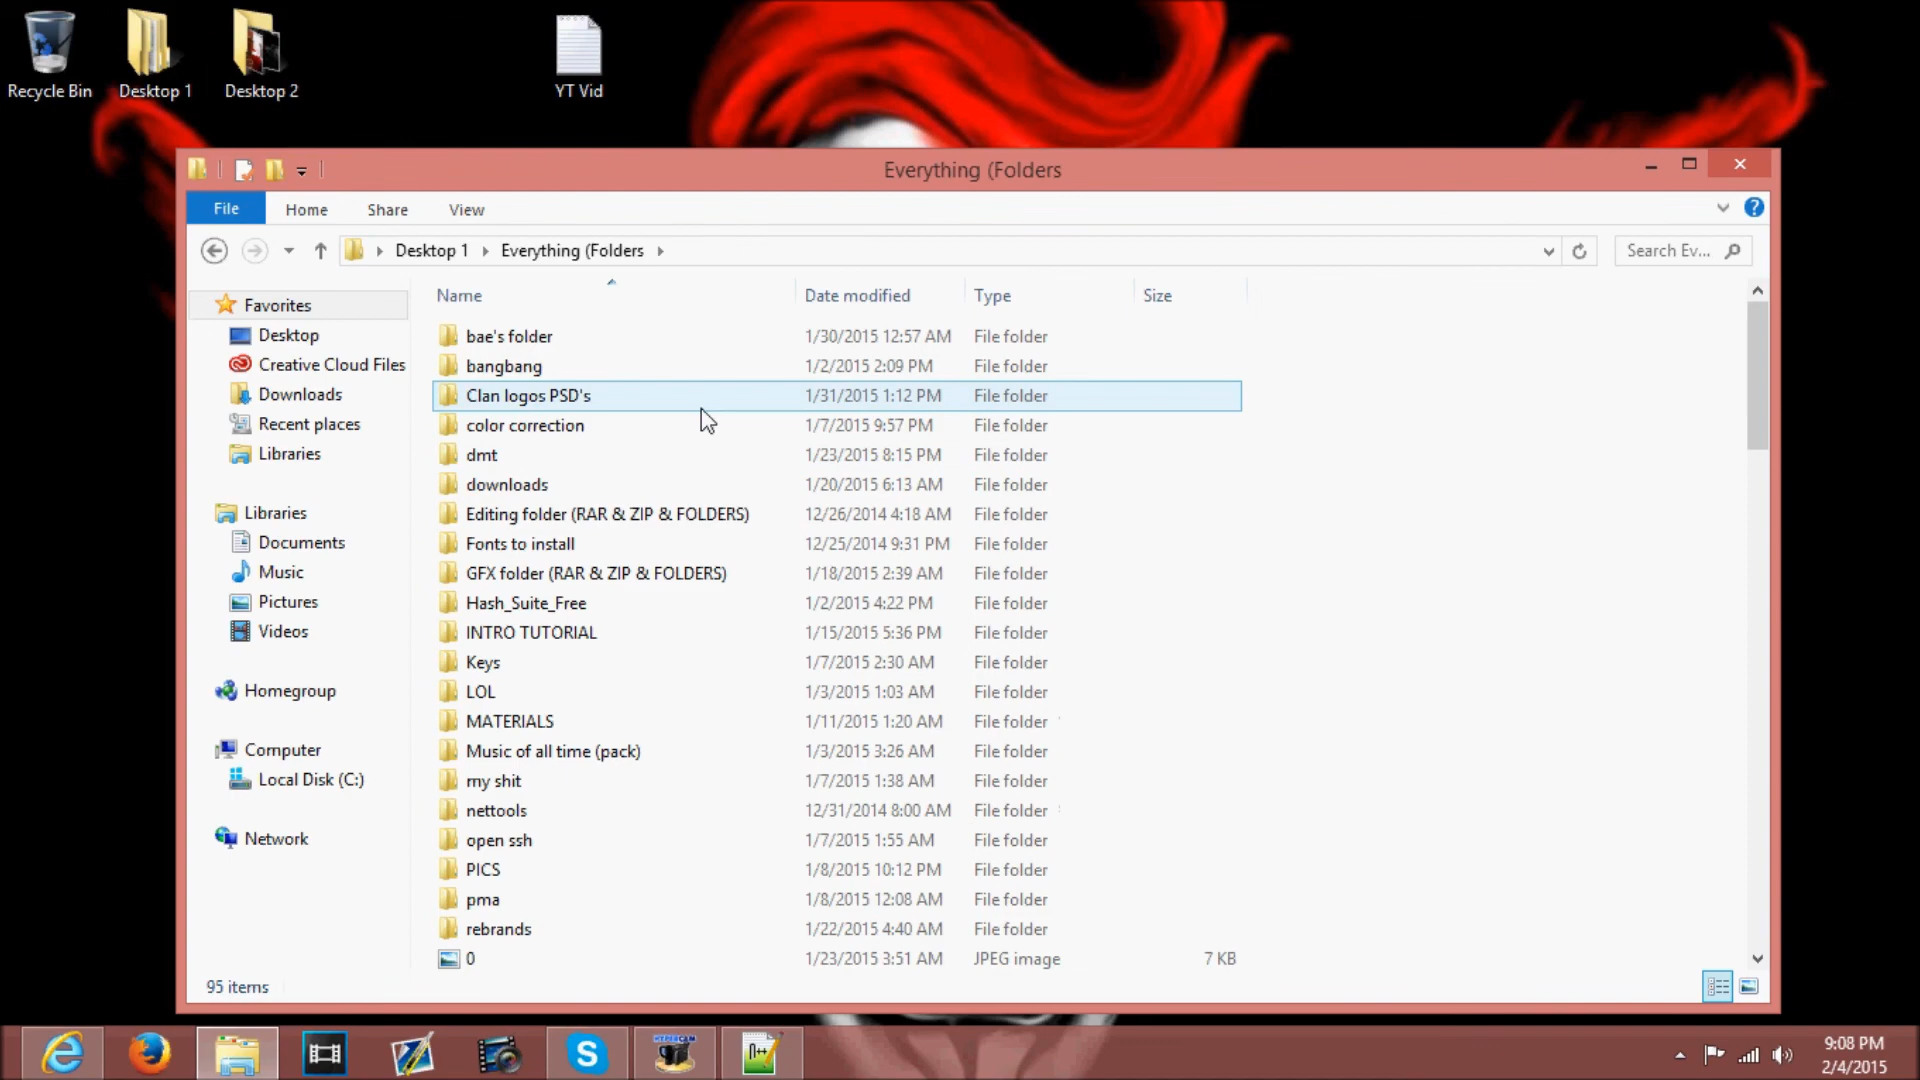 Recycle Bin
Desktop 1
Desktop 2
YT Vid
Everything (Folders
File
Home
Share
View
Desktop 1
Everything (Folders
Search Ev...
Name
Date modified
Type
Size
Favorites
Desktop
Creative Cloud Files
Downloads
Recent places
Libraries
Libraries
Documents
Music
Pictures
Videos
Homegroup
Computer
Local Disk (C:)
Network
bae's folder 1/30/2015 12:57 AM File folder
bangbang 1/2/2015 2:09 PM File folder
Clan logos PSD's 1/31/2015 1:12 PM File folder
color correction 1/7/2015 9:57 PM File folder
dmt 1/23/2015 8:15 PM File folder
downloads 1/20/2015 6:13 AM File folder
Editing folder (RAR & ZIP & FOLDERS) 12/26/2014 4:18 AM File folder
Fonts to install 12/25/2014 9:31 PM File folder
GFX folder (RAR & ZIP & FOLDERS) 1/18/2015 2:39 AM File folder
Hash_Suite_Free 1/2/2015 4:22 PM File folder
INTRO TUTORIAL 1/15/2015 5:36 PM File folder
Keys 1/7/2015 2:30 AM File folder
LOL 1/3/2015 1:03 AM File folder
MATERIALS 1/11/2015 1:20 AM File folder
Music of all time (pack) 1/3/2015 3:26 AM File folder
my shit 1/7/2015 1:38 AM File folder
nettools 12/31/2014 8:00 AM File folder
open ssh 1/7/2015 1:55 AM File folder
PICS 1/8/2015 10:12 PM File folder
pma 1/8/2015 12:08 AM File folder
rebrands 1/22/2015 4:40 AM File folder
0 1/23/2015 3:51 AM JPEG image 7 KB
95 items
HYPERCAM
N++
9:08 PM
2/4/2015